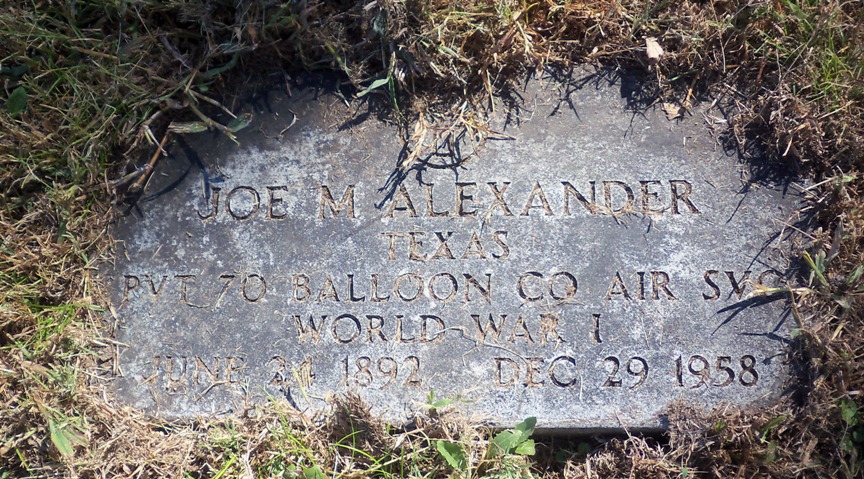 JOE M ALEXANDER
TEXAS
PVT 70 BALLOON CO AIR SVC
WORLD WAR I
JUNE 24 1892 DEC 29 1958